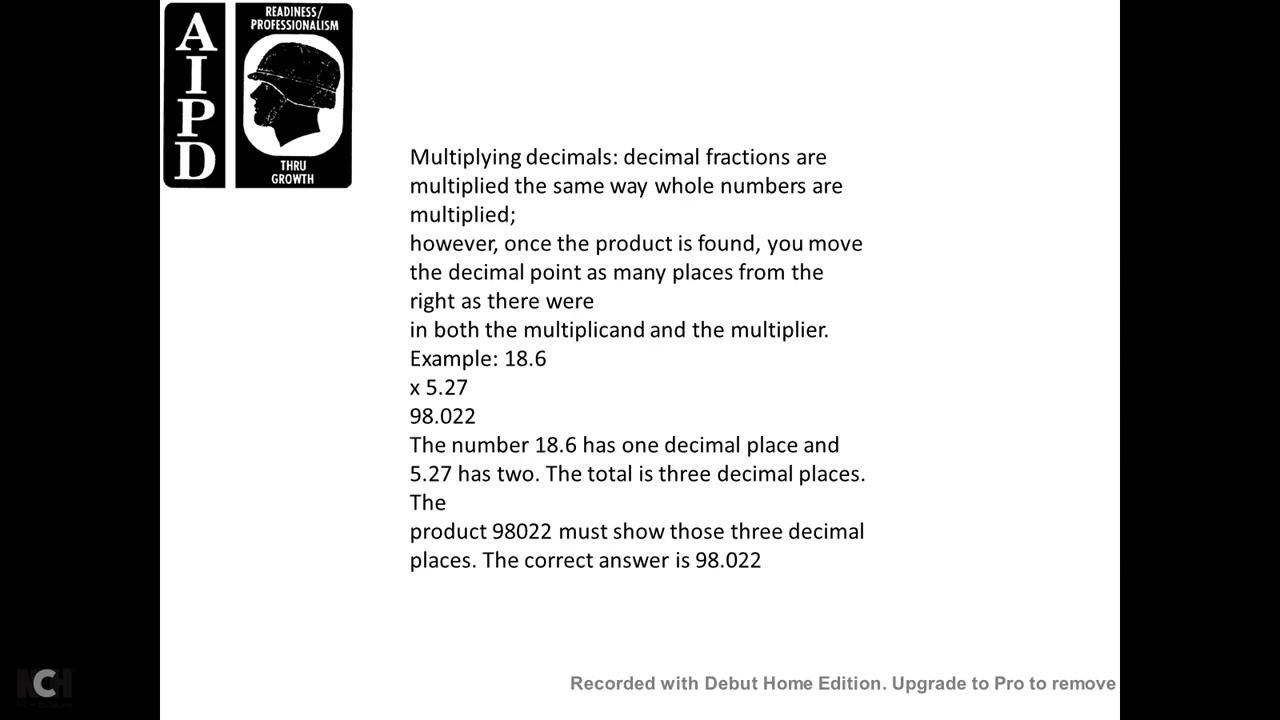 AIPD
READINESS/
PROFESSIONALISM
THRU
GROWTH
Multiplying decimals: decimal fractions are
multiplied the same way whole numbers are
multiplied;
however, once the product is found, you move
the decimal point as many places from the
right as there were
in both the multiplicand and the multiplier.
Example: 18.6
x 5.27
98.022
The number 18.6 has one decimal place and
5.27 has two. The total is three decimal places.
The
product 98022 must show those three decimal
places. The correct answer is 98.022
NCH
Recorded with Debut Home Edition. Upgrade to Pro to remove